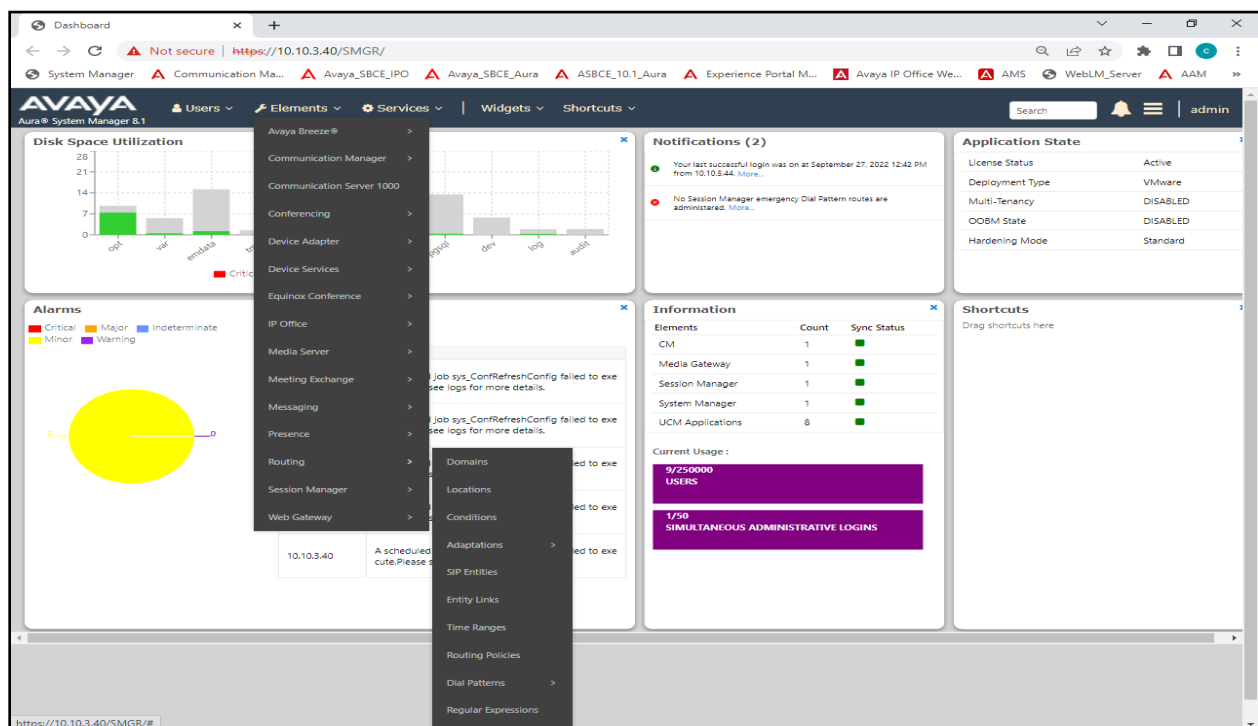 Dashboard
Not secure | https://10.10.3.40/SMGR/
System Manager
Communication Ma...
Avaya_SBCE_IPO
Avaya_SBCE_Aura
ASBCE_10.1_Aura
Experience Portal M...
Avaya IP Office We...
AMS
WebLM_Server
AAM
»
AVAYA
Aura® System Manager 8.1
Users
Elements
Services
Widgets
Shortcuts
Search
admin
Disk Space Utilization
28
21
14
7
0
opt
var
emdata
pgsql
dev
log
audit
Critic
Avaya Breeze® >
Communication Manager >
Communication Server 1000
Conferencing >
Device Adapter >
Device Services >
Equinox Conference >
IP Office >
Media Server >
Meeting Exchange >
Messaging >
Presence >
Routing >
Session Manager >
Web Gateway >
Domains
Locations
Conditions
Adaptations >
SIP Entities
Entity Links
Time Ranges
Routing Policies
Dial Patterns >
Regular Expressions
Notifications (2)
Your last successful login was on at September 27, 2022 12:42 PM
from 10.10.5.44. More...
No Session Manager emergency Dial Pattern routes are
administered. More...
Application State
License Status Active
Deployment Type VMware
Multi-Tenancy DISABLED
OOBM State DISABLED
Hardening Mode Standard
Alarms
Critical Major Indeterminate
Minor Warning
job sys_ConfRefreshConfig failed to exe
see logs for more details.
job sys_ConfRefreshConfig failed to exe
see logs for more details.
led to exe
led to exe
10.10.3.40
A scheduled
led to exe
cute.Please s
Information
Elements Count Sync Status
CM 1
Media Gateway 1
Session Manager 1
System Manager 1
UCM Applications 8
Current Usage :
9/250000
USERS
1/50
SIMULTANEOUS ADMINISTRATIVE LOGINS
Shortcuts
Drag shortcuts here
https://10.10.3.40/SMGR/#